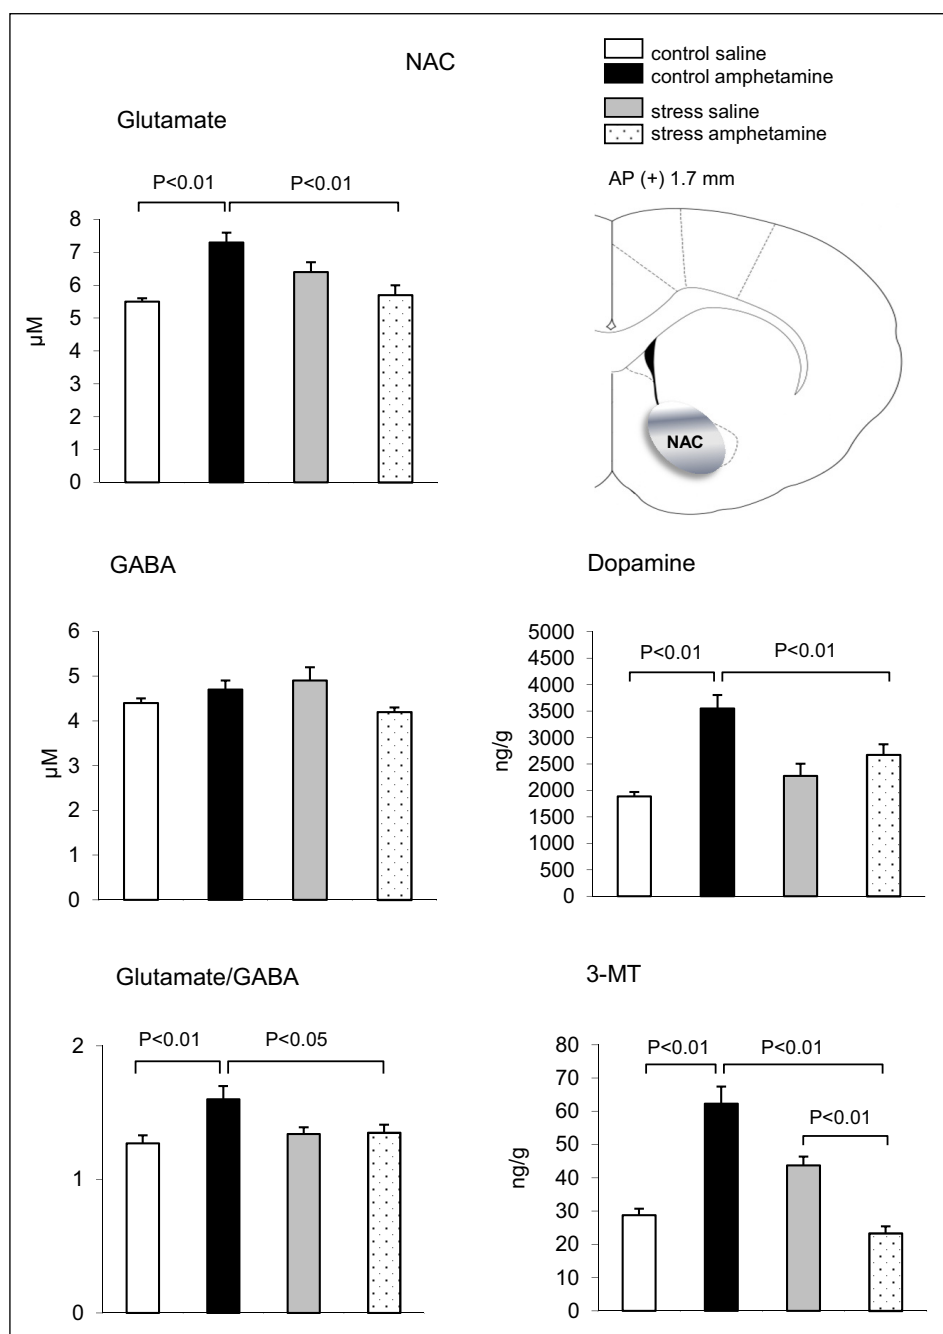 NAC
control saline
control amphetamine
stress saline
stress amphetamine
Glutamate
P<0.01 P<0.01
µM
8
7
6
5
4
3
2
1
0
AP (+) 1.7 mm
NAC
GABA
µM
6
5
4
3
2
1
0
Dopamine
P<0.01 P<0.01
ng/g
5000
4500
4000
3500
3000
2500
2000
1500
1000
500
0
Glutamate/GABA
P<0.01 P<0.05
2
1
0
3-MT
P<0.01 P<0.01
P<0.01
ng/g
80
70
60
50
40
30
20
10
0